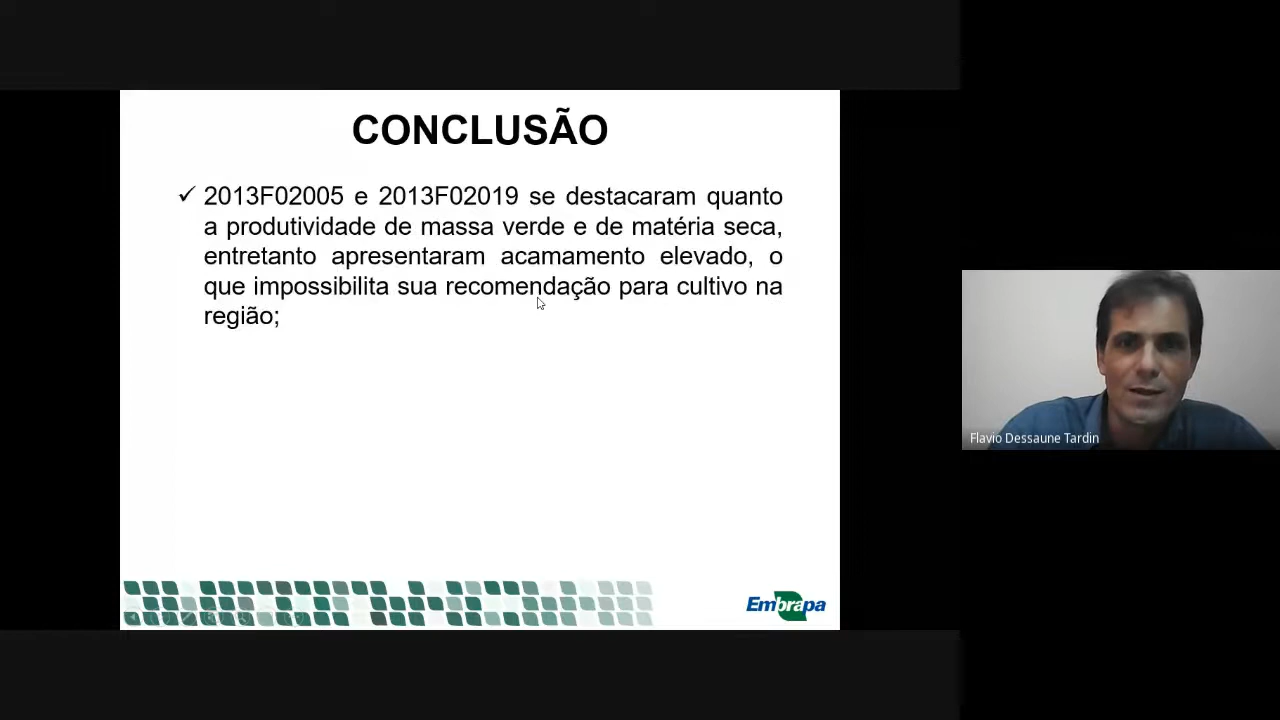 CONCLUSÃO
✓ 2013F02005 e 2013F02019 se destacaram quanto
a produtividade de massa verde e de matéria seca,
entretanto apresentaram acamamento elevado, o
que impossibilita sua recomendação para cultivo na
região;
Embrapa
Flavio Dessaune Tardin